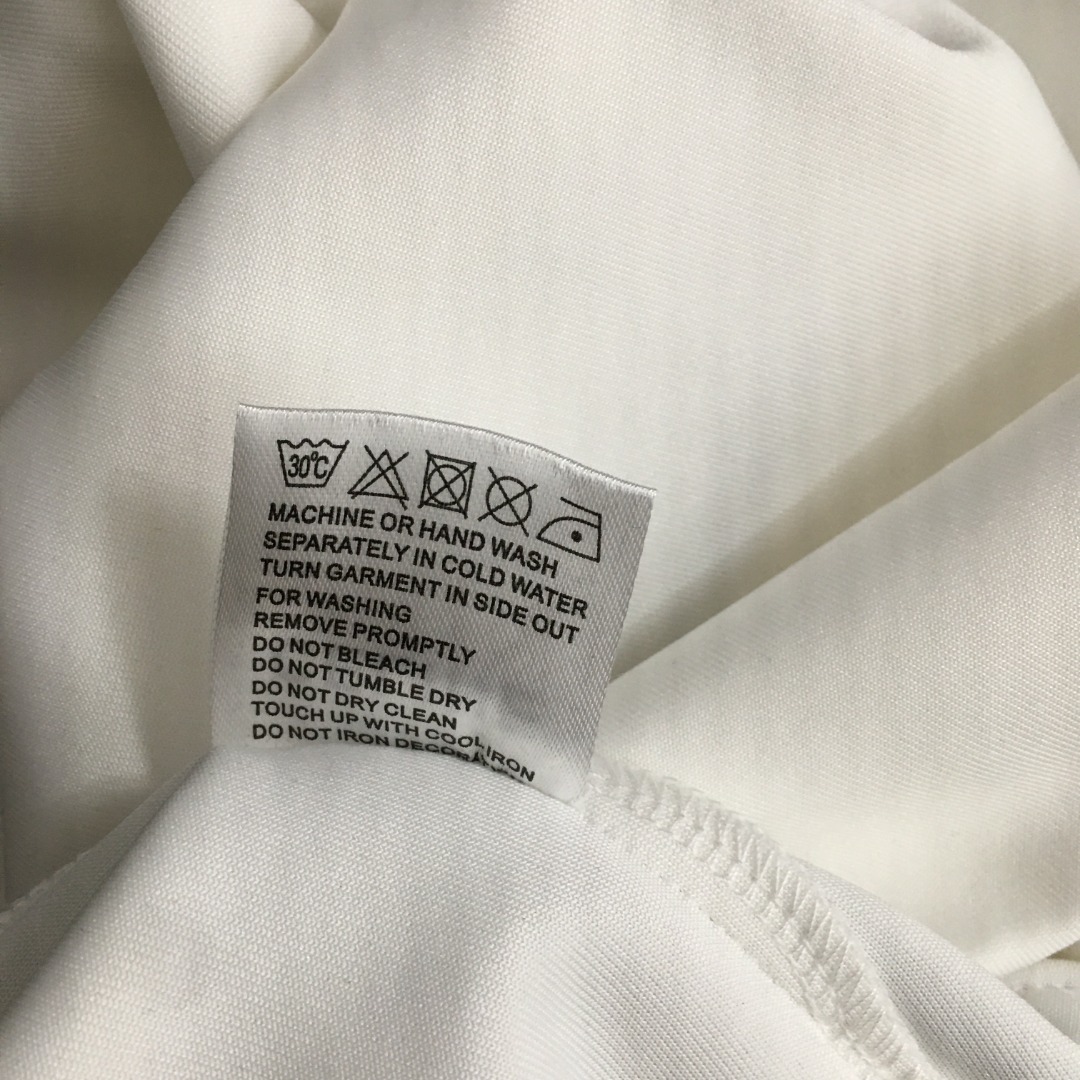 30°C
MACHINE OR HAND WASH
SEPARATELY IN COLD WATER
TURN GARMENT IN SIDE OUT
FOR WASHING
REMOVE PROMPTLY
DO NOT BLEACH
DO NOT TUMBLE DRY
DO NOT DRY CLEAN
TOUCH UP WITH COOL IRON
DO NOT IRON